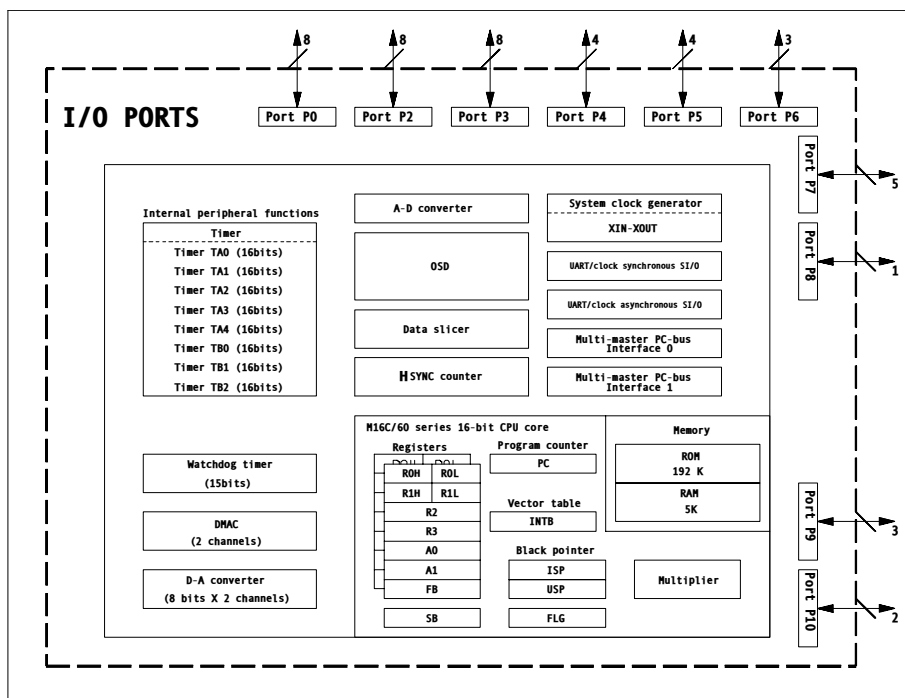 8 8 8 4 4 3
I/O PORTS
Port P0 Port P2 Port P3 Port P4 Port P5 Port P6
Port P7
5
Port P8
1
Port P9
3
Port P10
2
Internal peripheral functions
Timer
Timer TA0 (16bits)
Timer TA1 (16bits)
Timer TA2 (16bits)
Timer TA3 (16bits)
Timer TA4 (16bits)
Timer TB0 (16bits)
Timer TB1 (16bits)
Timer TB2 (16bits)
Watchdog timer
(15bits)
DMAC
(2 channels)
D-A converter
(8 bits X 2 channels)
A-D converter
OSD
Data slicer
HSYNC counter
System clock generator
XIN-XOUT
UART/clock synchronous SI/O
UART/clock asynchronous SI/O
Multi-master PC-bus
Interface 0
Multi-master PC-bus
Interface 1
M16C/60 series 16-bit CPU core
Registers
R0H R0L
R1H R1L
R2
R3
A0
A1
FB
SB
Program counter
PC
Vector table
INTB
Black pointer
ISP
USP
FLG
Memory
ROM
192 K
RAM
5K
Multiplier